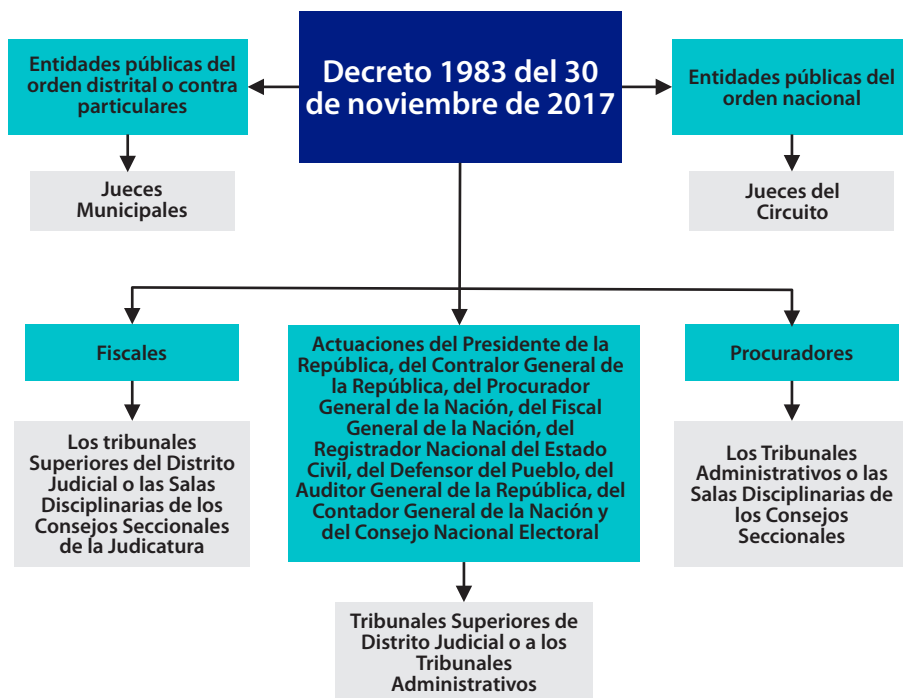 Entidades públicas del
orden distrital o contra
particulares
Decreto 1983 del 30
de noviembre de 2017
Entidades públicas del
orden nacional
Jueces
Municipales
Jueces del
Circuito
Fiscales
Actuaciones del Presidente de la
República, del Contralor General de
la República, del Procurador
General de la Nación, del Fiscal
General de la Nación, del
Registrador Nacional del Estado
Civil, del Defensor del Pueblo, del
Auditor General de la República, del
Contador General de la Nación y
del Consejo Nacional Electoral
Procuradores
Los tribunales
Superiores del Distrito
Judicial o las Salas
Disciplinarias de los
Consejos Seccionales
de la Judicatura
Los Tribunales
Administrativos o las
Salas Disciplinarias de
los Consejos
Seccionales
Tribunales Superiores de
Distrito Judicial o a los
Tribunales
Administrativos